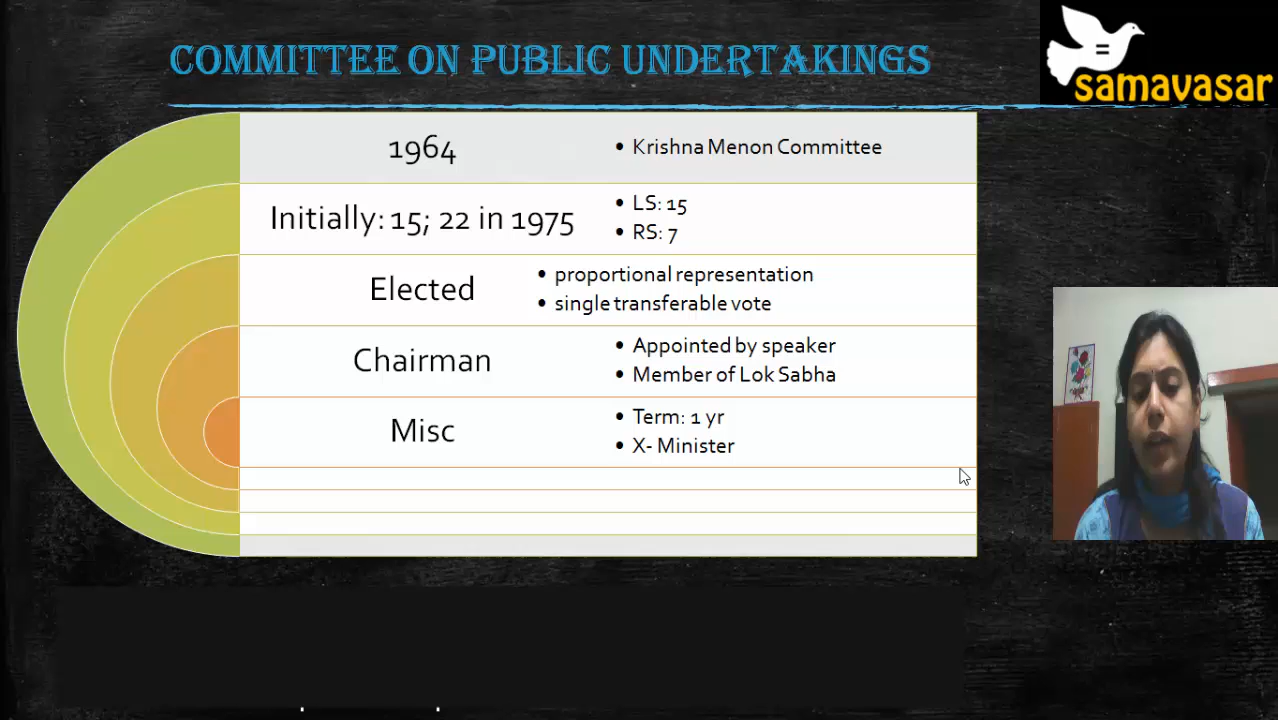 COMMITTEE ON PUBLIC UNDERTAKINGS
=
samavasar
1964
• Krishna Menon Committee
Initially: 15; 22 in 1975
• LS: 15
• RS: 7
Elected
• proportional representation
• single transferable vote
Chairman
• Appointed by speaker
• Member of Lok Sabha
Misc
• Term: 1 yr
• X- Minister